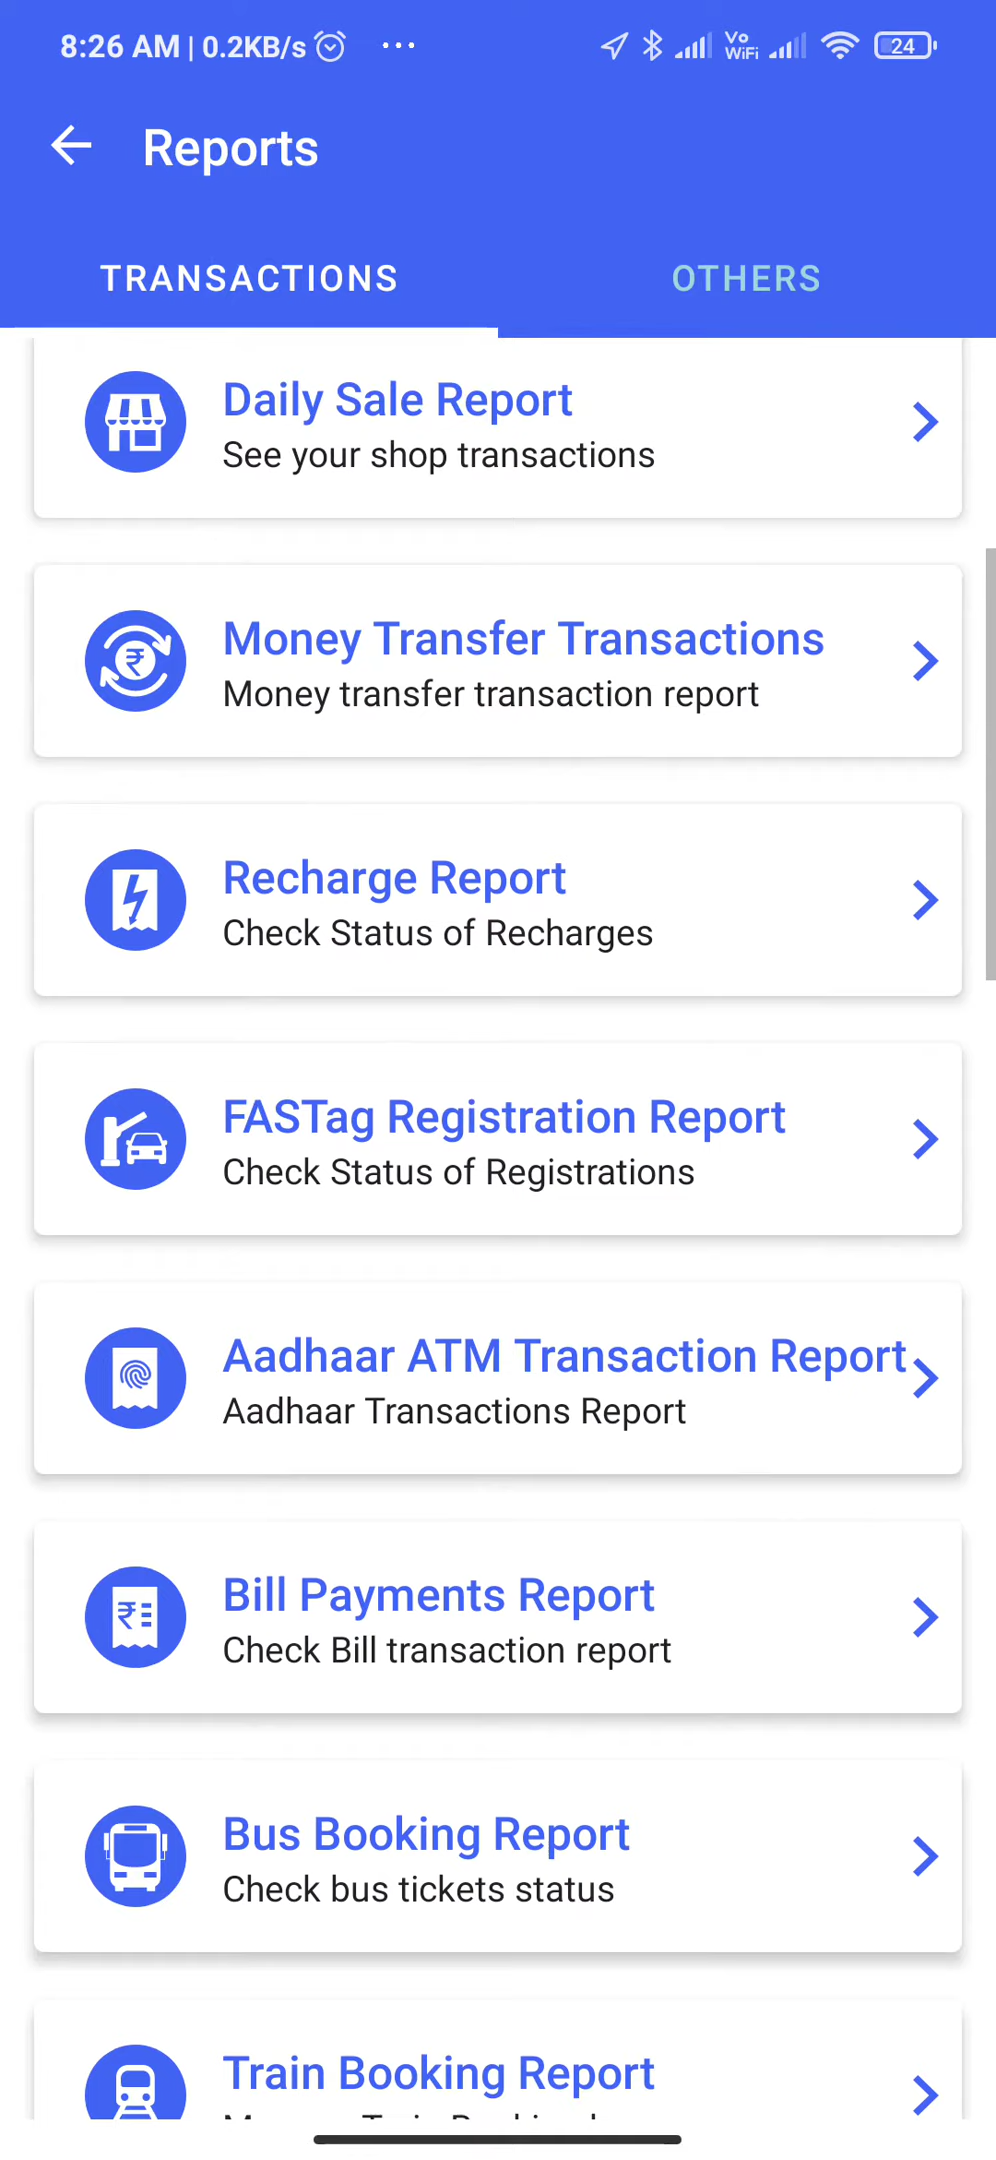 8:26 AM | 0.2KB/s ...
Vo
WiFi
24
Reports
TRANSACTIONS
OTHERS
Daily Sale Report
See your shop transactions
Money Transfer Transactions
Money transfer transaction report
Recharge Report
Check Status of Recharges
FASTag Registration Report
Check Status of Registrations
Aadhaar ATM Transaction Report
Aadhaar Transactions Report
Bill Payments Report
Check Bill transaction report
Bus Booking Report
Check bus tickets status
Train Booking Report